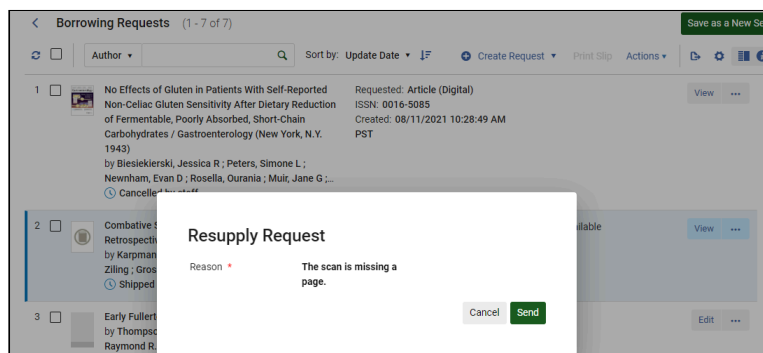 Borrowing Requests (1 - 7 of 7)
Save as a New Se
Author
Sort by: Update Date
Create Request
Print Slip
Actions
1
No Effects of Gluten in Patients With Self-Reported
Non-Celiac Gluten Sensitivity After Dietary Reduction
of Fermentable, Poorly Absorbed, Short-Chain
Carbohydrates / Gastroenterology (New York, N.Y.
1943)
by Biesiekierski, Jessica R ; Peters, Simone L ;
Newnham, Evan D ; Rosella, Ourania ; Muir, Jane G ;...
Cancelled by staff
Requested: Article (Digital)
ISSN: 0016-5085
Created: 08/11/2021 10:28:49 AM
PST
View
2
Combative S
Retrospectiv
by Karpman
Ziling ; Gros
Shipped
ilable
View
Resupply Request
Reason *
The scan is missing a
page.
Cancel
Send
3
Early Fullert
by Thompso
Raymond R.
Edit